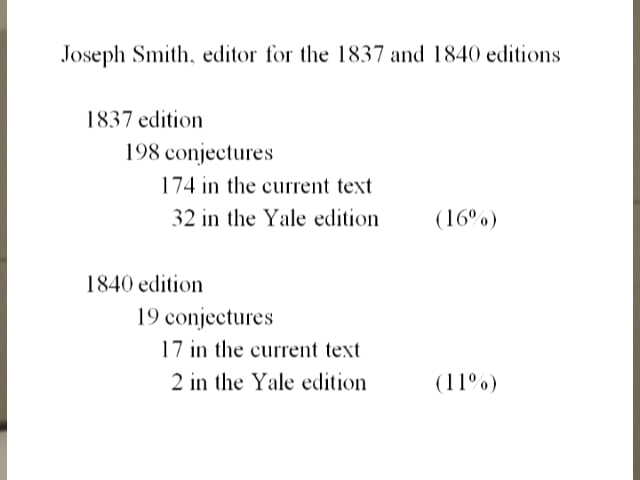 Joseph Smith, editor for the 1837 and 1840 editions
1837 edition
198 conjectures
174 in the current text
32 in the Yale edition (16%)
1840 edition
19 conjectures
17 in the current text
2 in the Yale edition (11%)